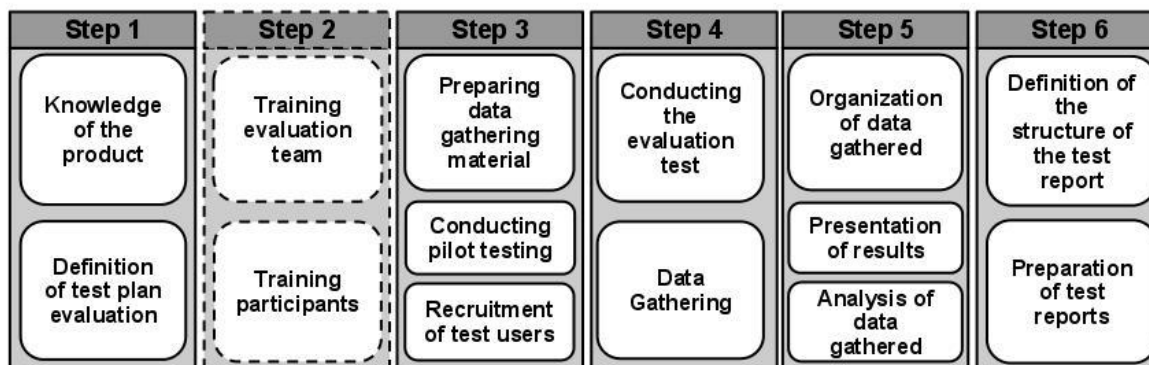 Step 1
Knowledge
of the
product
Definition
of test plan
evaluation
Step 2
Training
evaluation
team
Training
participants
Step 3
Preparing
data
gathering
material
Conducting
pilot testing
Recruitment
of test users
Step 4
Conducting
the
evaluation
test
Data
Gathering
Step 5
Organization
of data
gathered
Presentation
of results
Analysis of
data
gathered
Step 6
Definition of
the
structure of
the test
report
Preparation
of test
reports